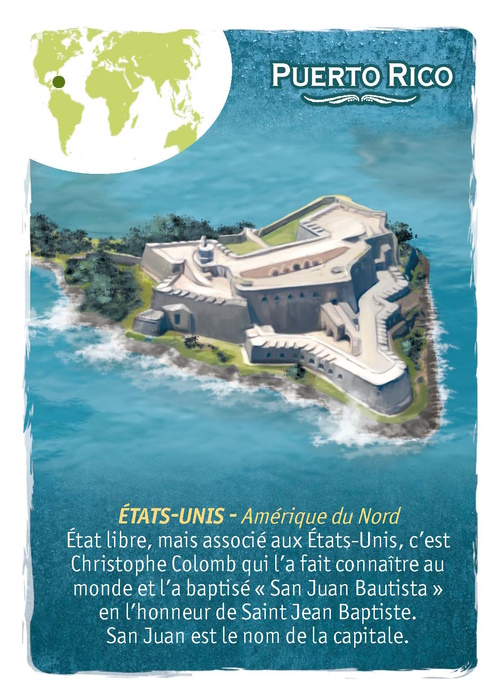 PUERTO RICO
ÉTATS-UNIS - Amérique du Nord
État libre, mais associé aux États-Unis, c’est
Christophe Colomb qui l’a fait connaître au
monde et l’a baptisé « San Juan Bautista »
en l’honneur de Saint Jean Baptiste.
San Juan est le nom de la capitale.